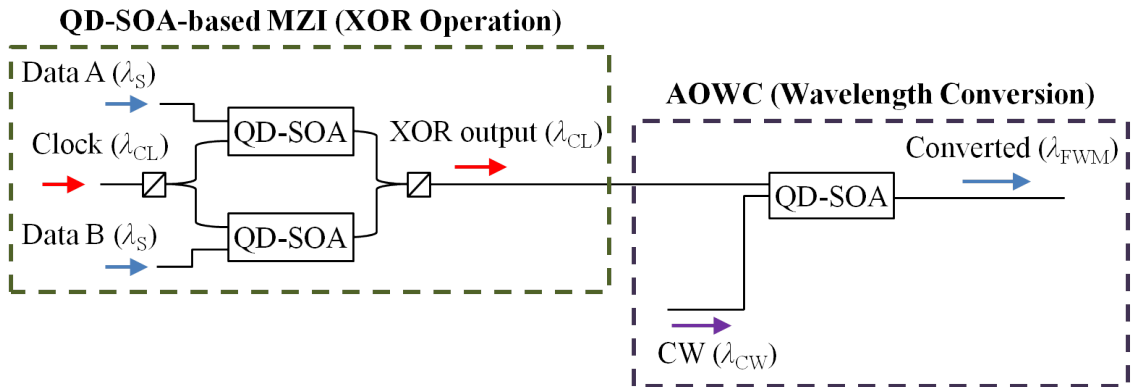 QD-SOA-based MZI (XOR Operation)
Data A (λS)
QD-SOA
Clock (λCL)
XOR output (λCL)
Data B (λS)
QD-SOA
AOWC (Wavelength Conversion)
Converted (λFWM)
QD-SOA
CW (λCW)